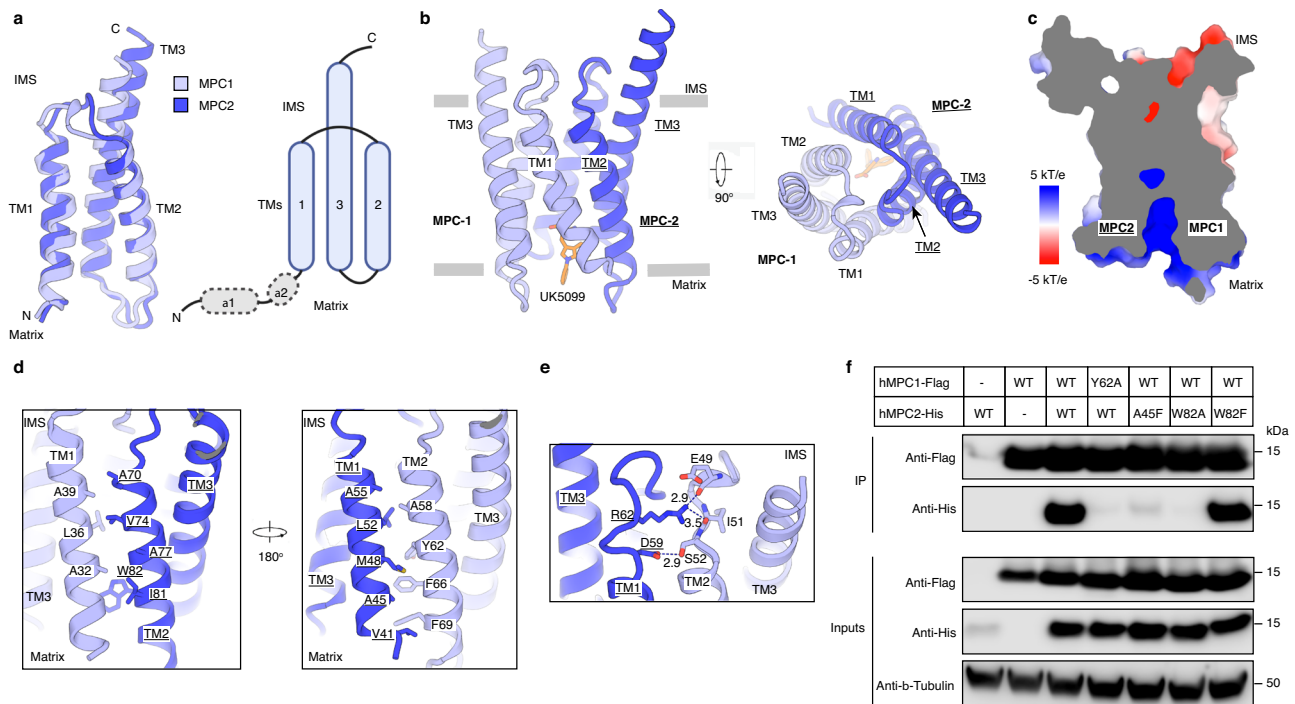 a
C
TM3
IMS
MPC1
MPC2
TM1
TM2
N
Matrix
C
IMS
TMs
1
3
2
a1
a2
N
Matrix
b
IMS
TM3
TM3
TM1
TM2
MPC-1
MPC-2
Matrix
UK5099
90°
TM1
MPC-2
TM2
TM3
TM3
TM2
MPC-1
TM1
c
IMS
5 kT/e
-5 kT/e
MPC2
MPC1
Matrix
d
IMS
TM1
A70
TM3
A39
V74
L36
A77
A32
W82
I81
TM3
TM2
Matrix
180°
IMS
TM2
TM1
A55
A58
TM3
L52
Y62
M48
TM3
F66
A45
F69
V41
Matrix
e
E49
IMS
TM3
2.9
R62
I51
3.5
D59
S52
2.9
TM1
TM2
TM3
f
hMPC1-Flag - WT WT Y62A WT WT WT
hMPC2-His WT - WT WT A45F W82A W82F
kDa
IP
Anti-Flag
15
Anti-His
15
Inputs
Anti-Flag
15
Anti-His
15
Anti-b-Tubulin
50